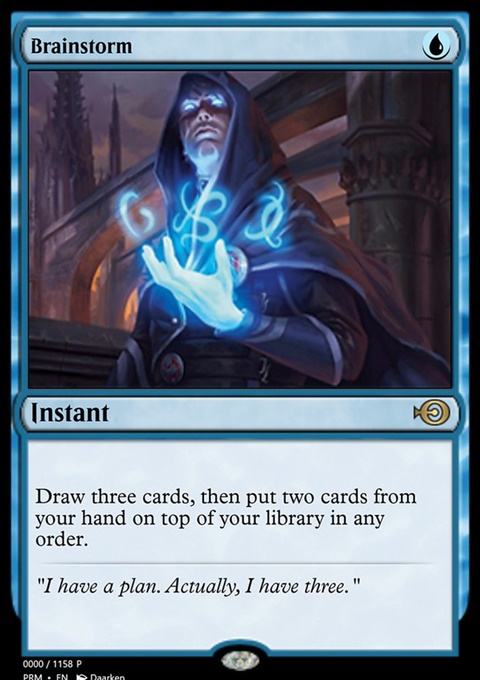 Brainstorm
Instant
Draw three cards, then put two cards from
your hand on top of your library in any
order.
"I have a plan. Actually, I have three."
0000 / 1158 P
PRM • EN Daarken